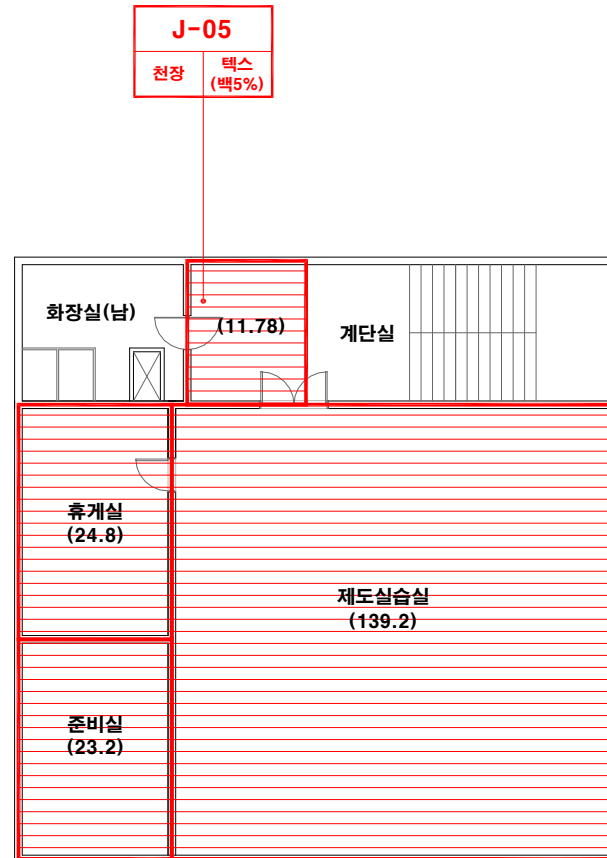 J-05
천장
텍스
(백5%)
화장실(남)
(11.78)
계단실
휴게실
(24.8)
제도실습실
(139.2)
준비실
(23.2)